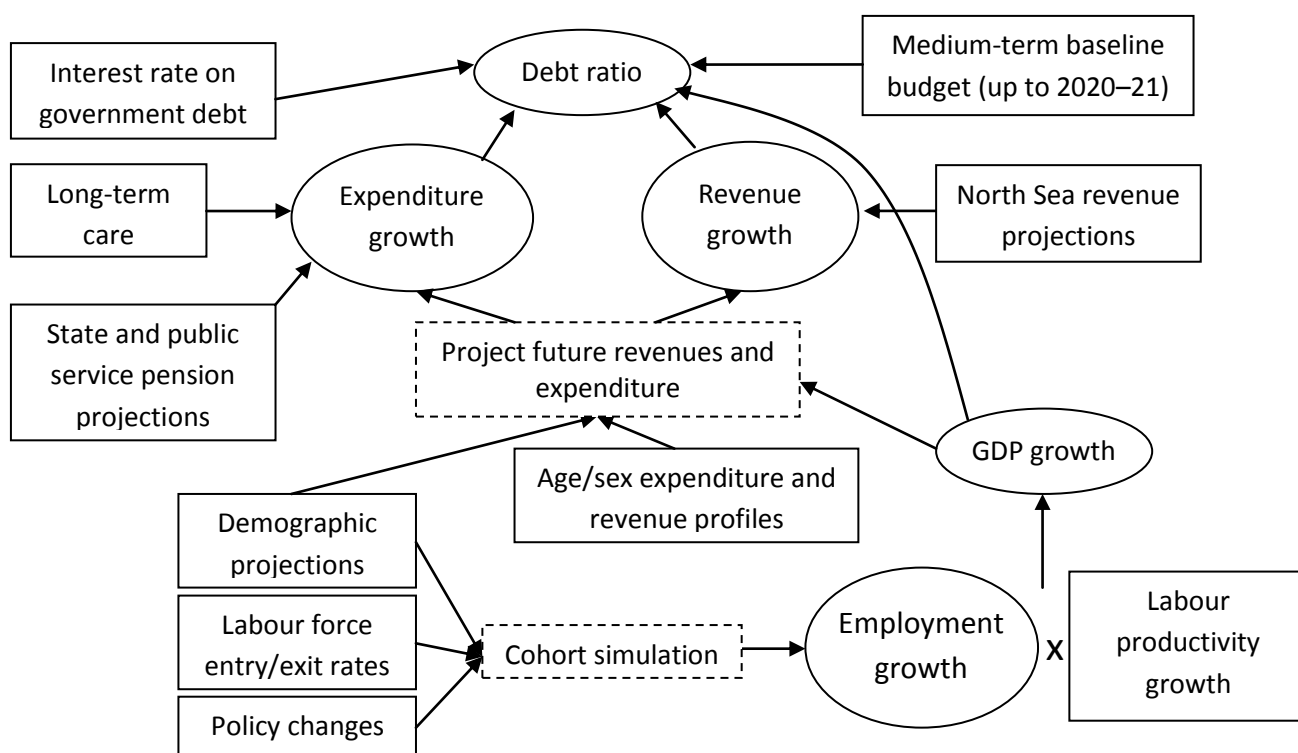 Interest rate on
government debt
Debt ratio
Medium-term baseline
budget (up to 2020–21)
Long-term
care
Expenditure
growth
Revenue
growth
North Sea revenue
projections
State and public
service pension
projections
Project future revenues and
expenditure
GDP growth
Age/sex expenditure and
revenue profiles
Demographic
projections
Labour force
entry/exit rates
Policy changes
Cohort simulation
Employment
growth
x
Labour
productivity
growth